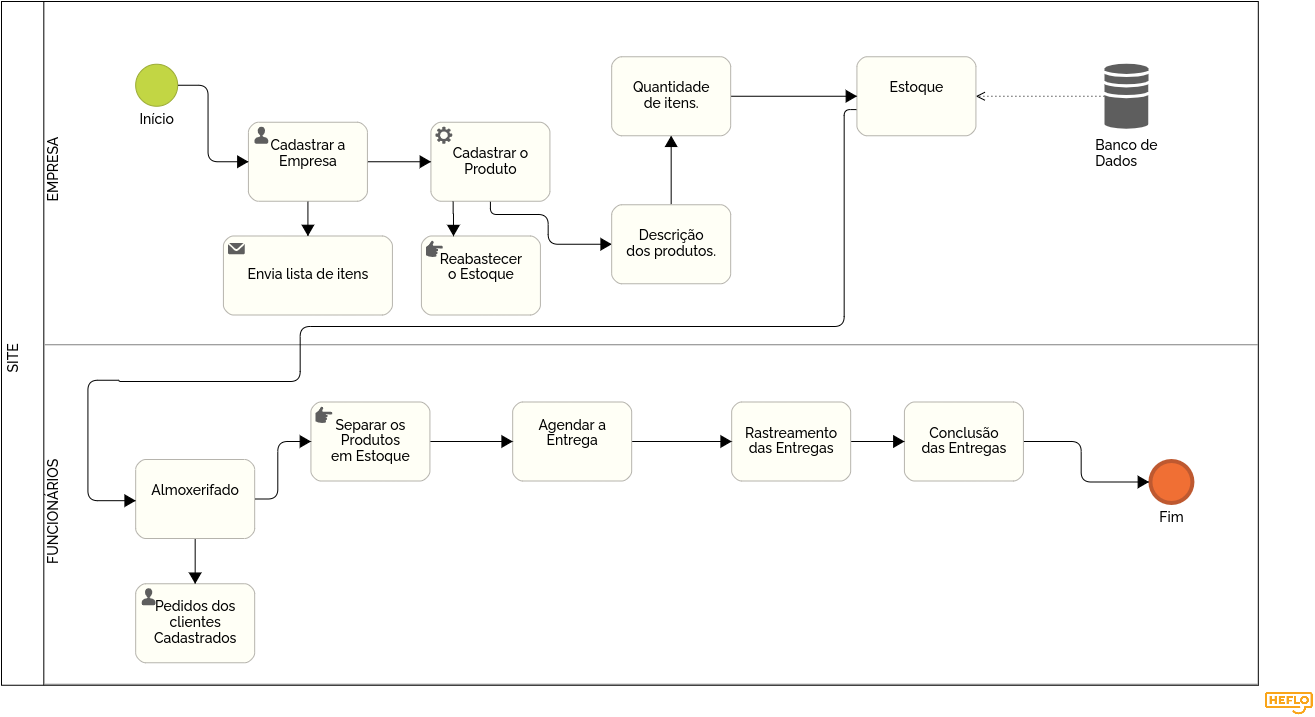 SITE
EMPRESA
Início
Cadastrar a
Empresa
Envia lista de itens
Cadastrar o
Produto
Reabastecer
o Estoque
Descrição
dos produtos.
Quantidade
de itens.
Estoque
Banco de
Dados
FUNCIONÁRIOS
Almoxerifado
Pedidos dos
clientes
Cadastrados
Separar os
Produtos
em Estoque
Agendar a
Entrega
Rastreamento
das Entregas
Conclusão
das Entregas
Fim
HEFLO